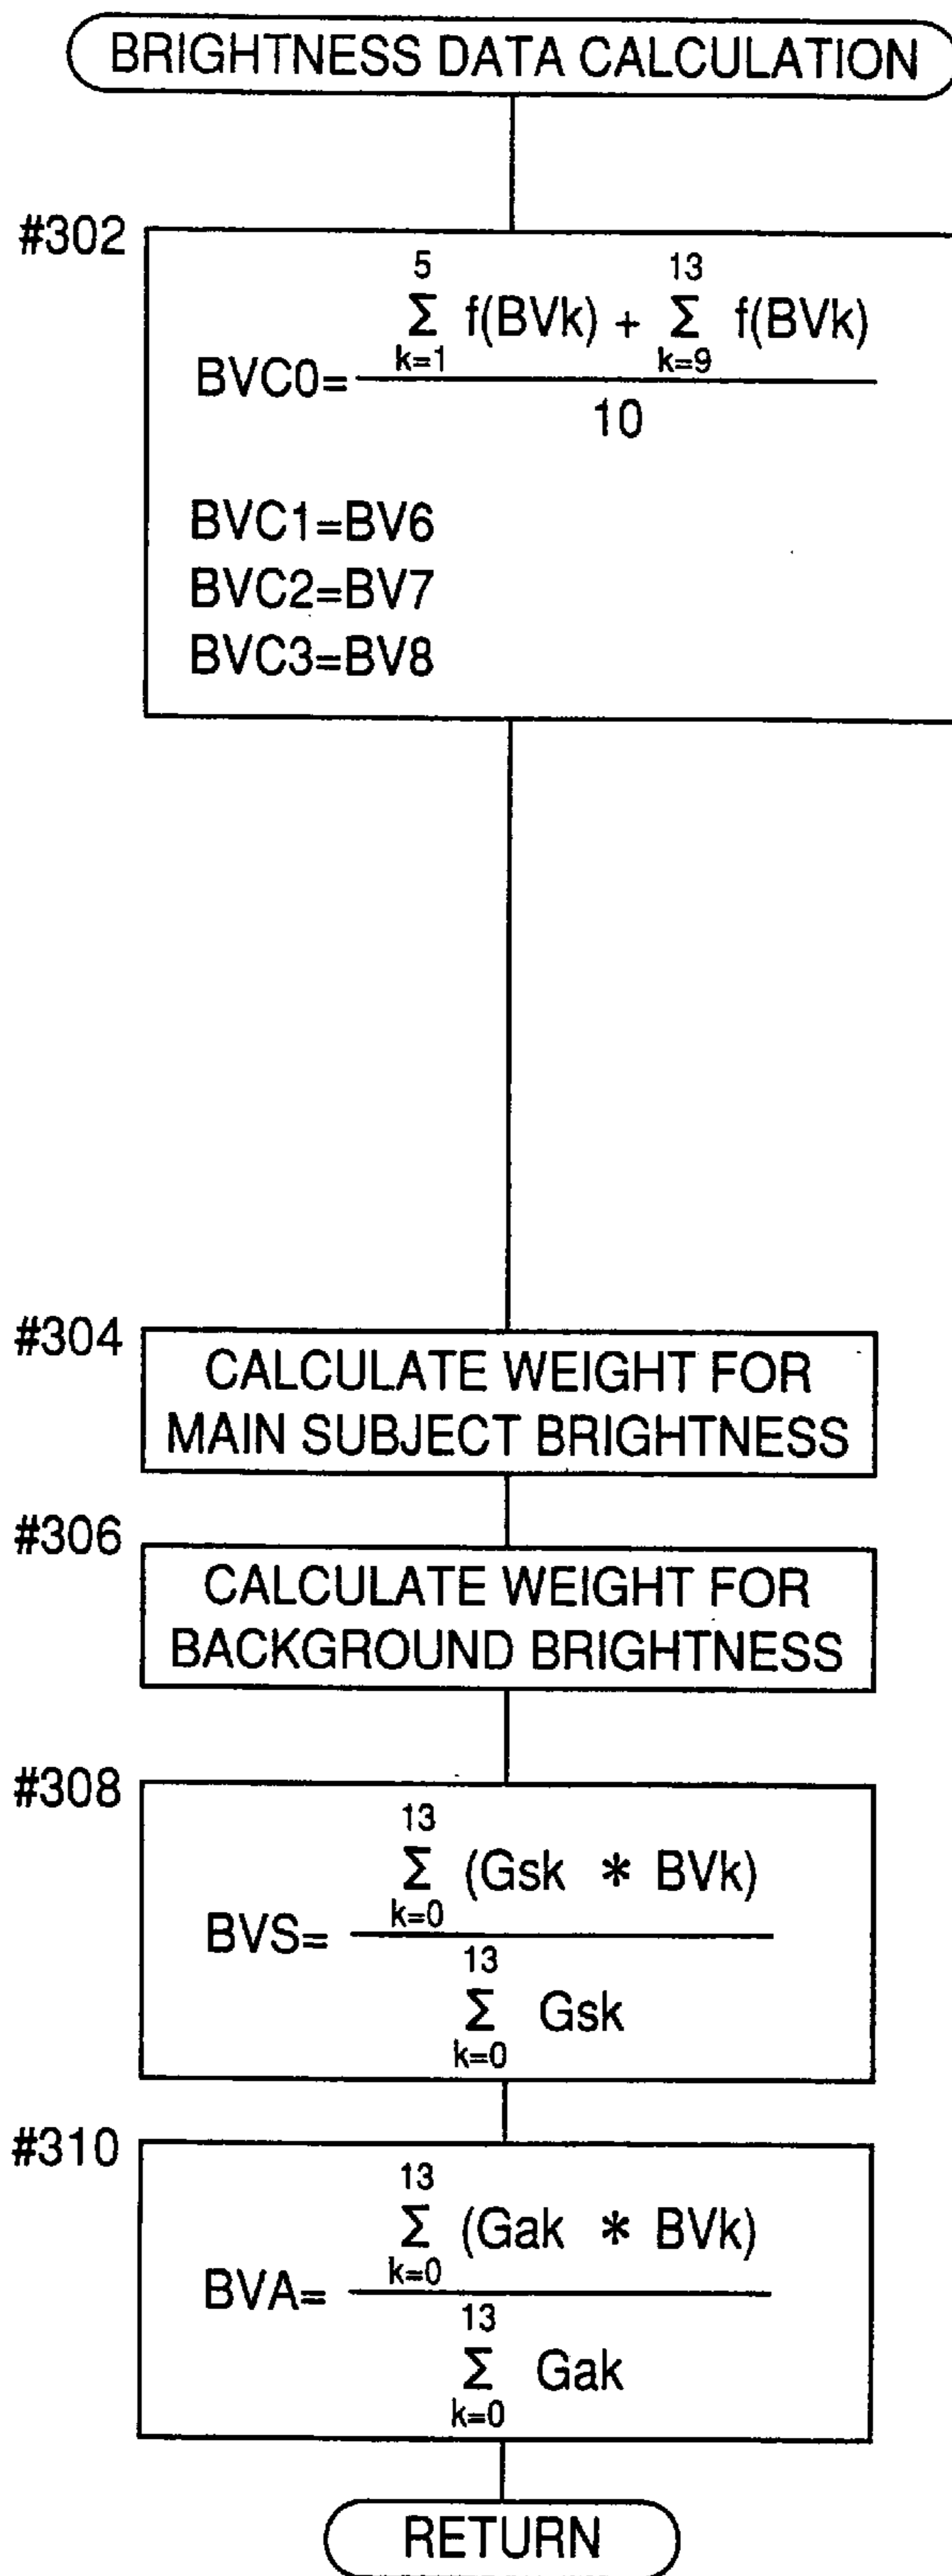 BRIGHTNESS DATA CALCULATION
#302
5 13
Σ f(BVk) + Σ f(BVk)
k=1 k=9
BVC0=
10
BVC1=BV6
BVC2=BV7
BVC3=BV8
#304
CALCULATE WEIGHT FOR
MAIN SUBJECT BRIGHTNESS
#306
CALCULATE WEIGHT FOR
BACKGROUND BRIGHTNESS
#308
13
Σ (Gsk * BVk)
k=0
BVS=
13
Σ Gsk
k=0
#310
13
Σ (Gak * BVk)
k=0
BVA=
13
Σ Gak
k=0
RETURN